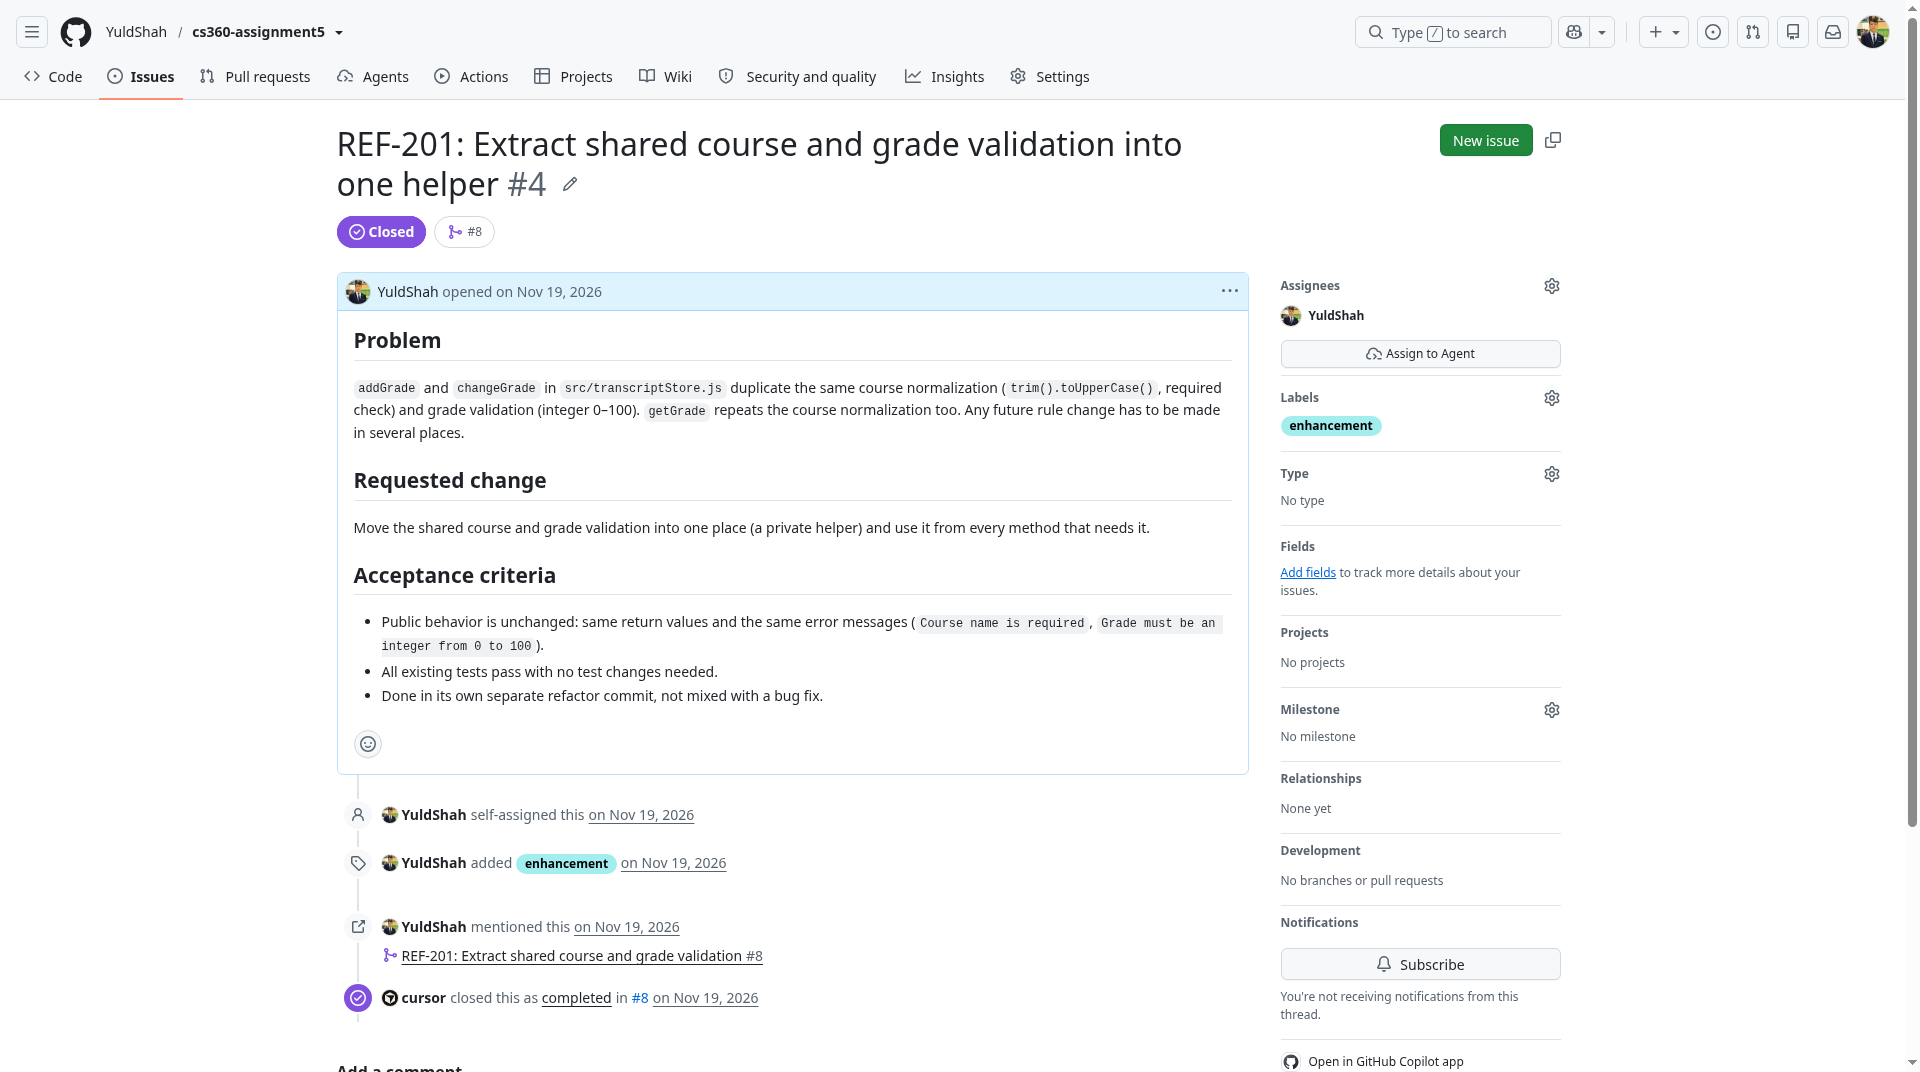 YuldShah / cs360-assignment5
Type / to search
Code Issues Pull requests Agents Actions Projects Wiki Security and quality Insights Settings
REF-201: Extract shared course and grade validation into
one helper #4
New issue
Closed #8
YuldShah opened on Nov 19, 2026
Problem
addGrade and changeGrade in src/transcriptStore.js duplicate the same course normalization ( trim().toUpperCase() , required
check) and grade validation (integer 0–100). getGrade repeats the course normalization too. Any future rule change has to be made
in several places.
Requested change
Move the shared course and grade validation into one place (a private helper) and use it from every method that needs it.
Acceptance criteria
• Public behavior is unchanged: same return values and the same error messages ( Course name is required , Grade must be an
integer from 0 to 100 ).
• All existing tests pass with no test changes needed.
• Done in its own separate refactor commit, not mixed with a bug fix.
YuldShah self-assigned this on Nov 19, 2026
YuldShah added enhancement on Nov 19, 2026
YuldShah mentioned this on Nov 19, 2026
REF-201: Extract shared course and grade validation #8
cursor closed this as completed in #8 on Nov 19, 2026
Add a comment
Assignees
YuldShah
Assign to Agent
Labels
enhancement
Type
No type
Fields
Add fields to track more details about your
issues.
Projects
No projects
Milestone
No milestone
Relationships
None yet
Development
No branches or pull requests
Notifications
Subscribe
You're not receiving notifications from this
thread.
Open in GitHub Copilot app